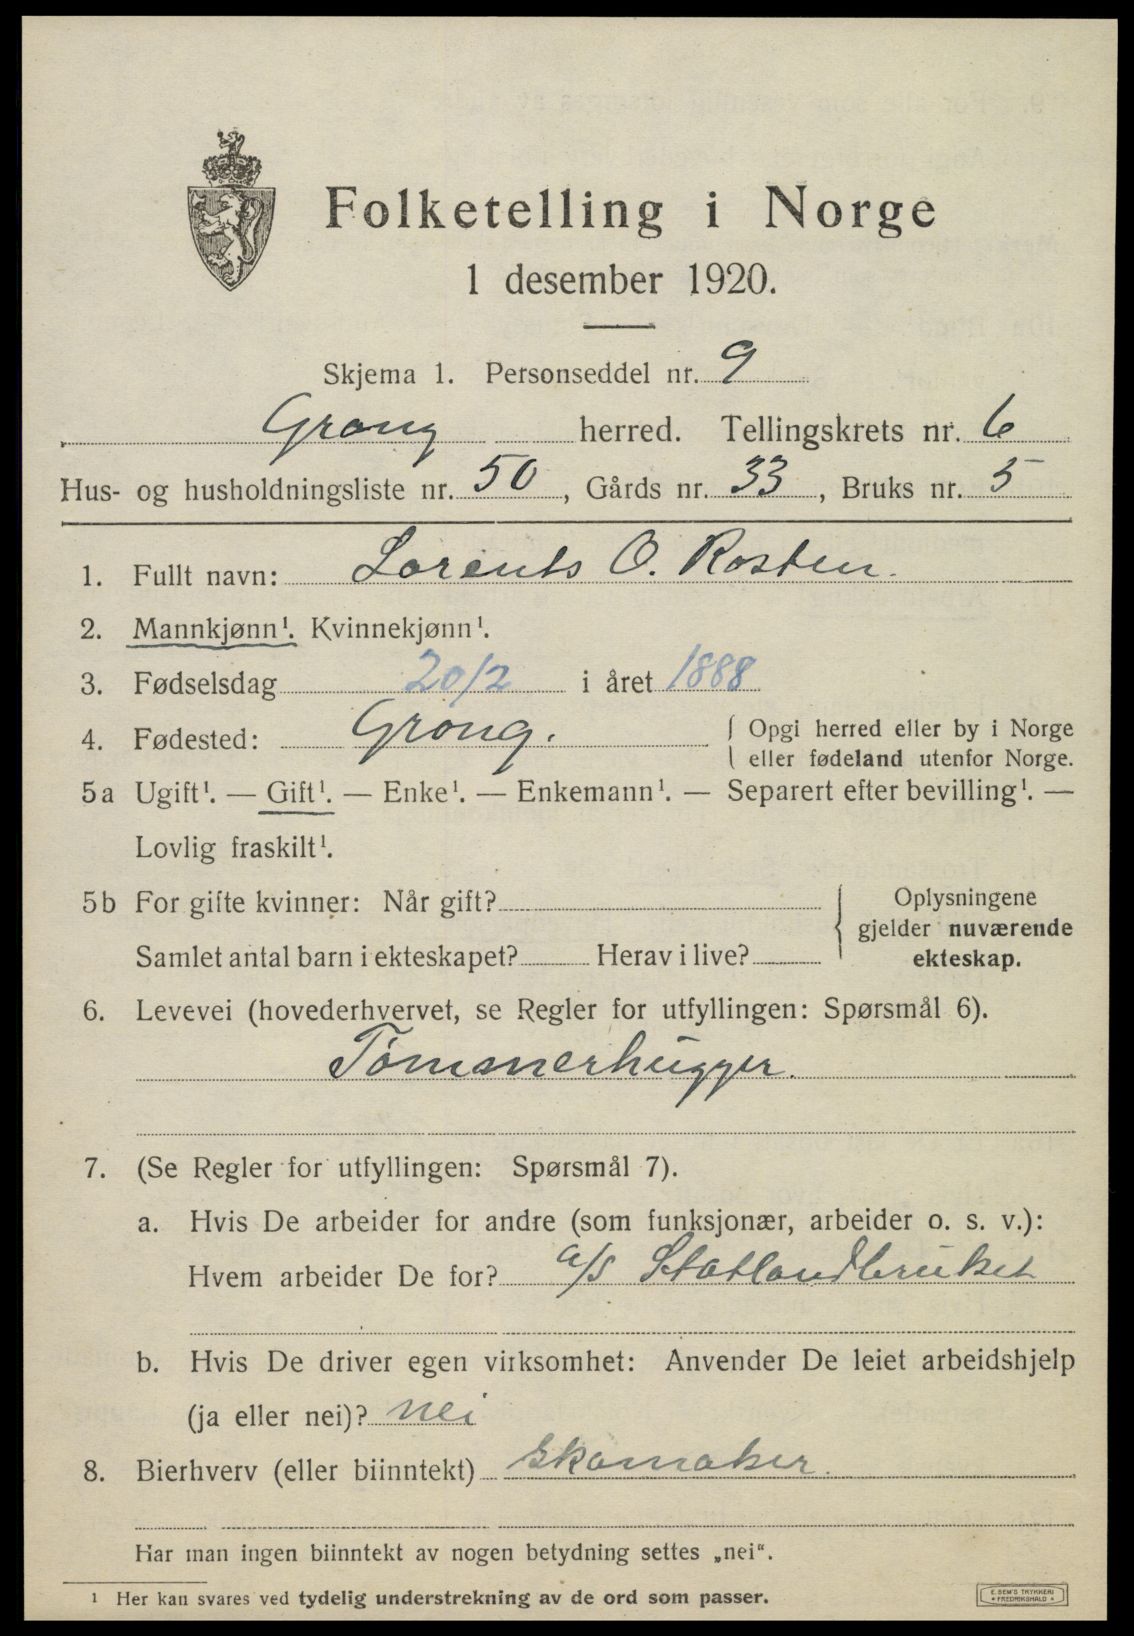 Folketelling i Norge
1 desember 1920.
Skjema 1. Personseddel nr. 9
Grong herred. Tellingskrets nr. 6
Hus- og husholdningsliste nr. 50, Gårds nr. 33, Bruks nr. 5
1. Fullt navn: Lorents O. Rosten.
2. Mannkjønn¹. Kvinnekjønn¹.
3. Fødselsdag 20/2 i året 1888
4. Fødested: Grong. { Opgi herred eller by i Norge
eller fødeland utenfor Norge.
5a Ugift¹. — Gift¹. — Enke¹. — Enkemann¹. — Separert efter bevilling¹. —
Lovlig fraskilt¹.
5b For gifte kvinner: Når gift? { Oplysningene
gjelder nuværende
Samlet antal barn i ekteskapet? Herav i live? ekteskap.
6. Levevei (hovederhvervet, se Regler for utfyllingen: Spørsmål 6).
Tømmerhugger.
7. (Se Regler for utfyllingen: Spørsmål 7).
a. Hvis De arbeider for andre (som funksjonær, arbeider o. s. v.):
Hvem arbeider De for? a/s Statlandbruket
b. Hvis De driver egen virksomhet: Anvender De leiet arbeidshjelp
(ja eller nei)? nei
8. Bierhverv (eller biinntekt) Skomaker.
Har man ingen biinntekt av nogen betydning settes „nei“.
1 Her kan svares ved tydelig understrekning av de ord som passer.
E. SEM'S TRYKKERI
• FREDRIKSHALD •